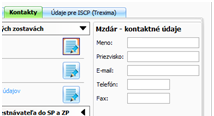 Kontakty
Údaje pre ISCP (Trexima)
ých zostavách
Mzdár - kontaktné údaje
Meno:
Priezvisko:
E-mail:
údajov
Telefón:
Fax:
estnávateľa do SP a ZP